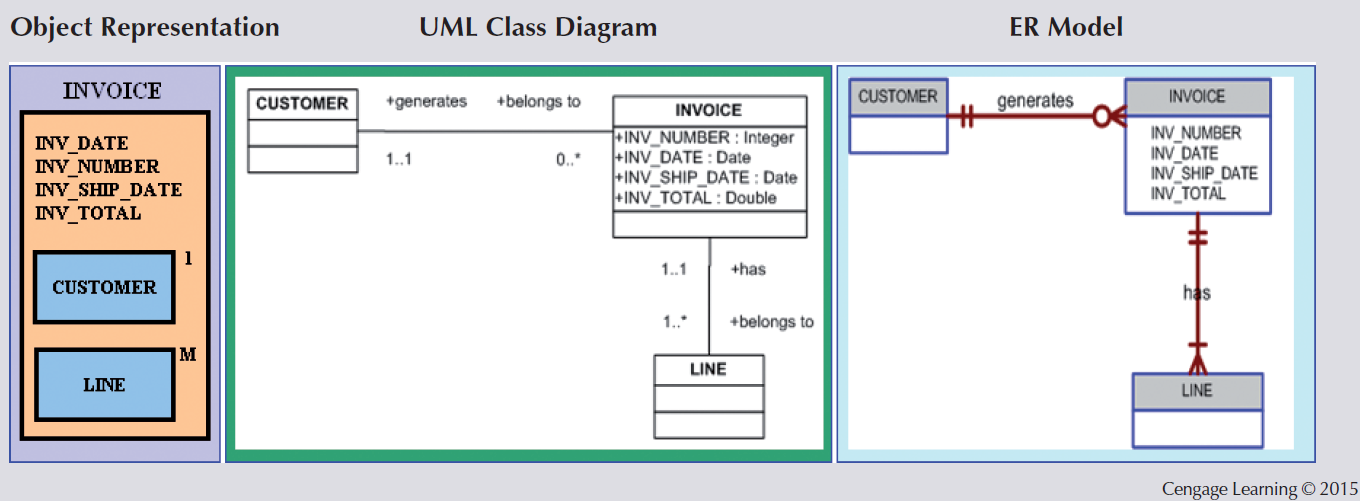 Object Representation
UML Class Diagram
ER Model
INVOICE
INV_DATE
INV_NUMBER
INV_SHIP_DATE
INV_TOTAL
CUSTOMER
1
LINE
M
CUSTOMER
+generates
+belongs to
1..1
0..*
INVOICE
+INV_NUMBER : Integer
+INV_DATE : Date
+INV_SHIP_DATE : Date
+INV_TOTAL : Double
1..1
+has
1..*
+belongs to
LINE
CUSTOMER
generates
INVOICE
INV_NUMBER
INV_DATE
INV_SHIP_DATE
INV_TOTAL
has
LINE
Cengage Learning © 2015